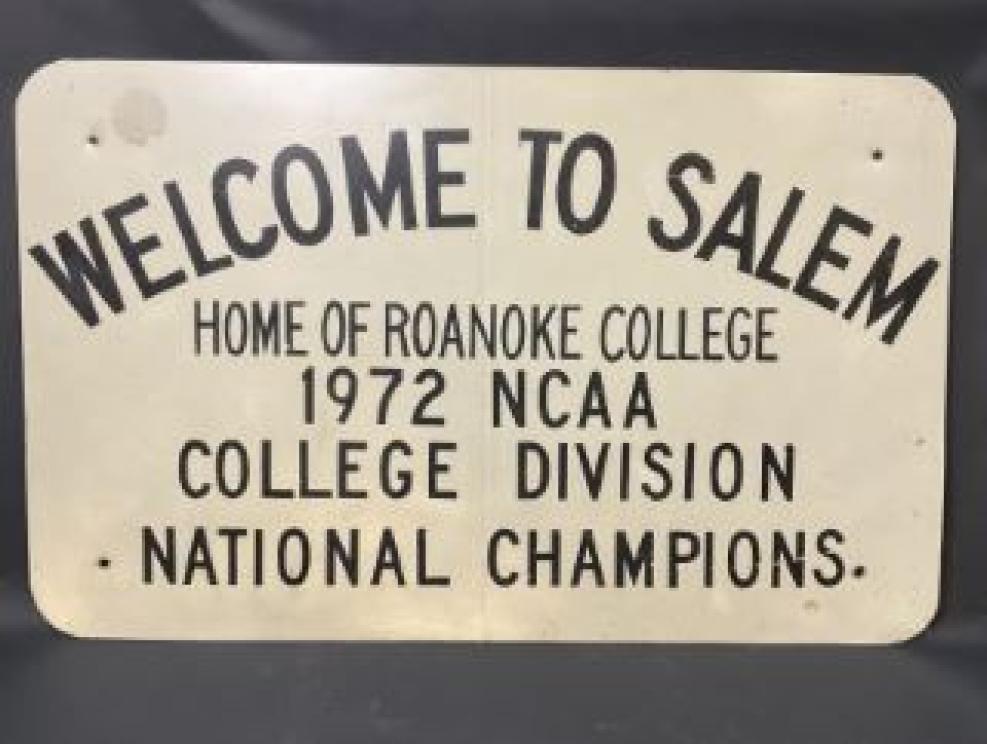 WELCOME TO SALEM
HOME OF ROANOKE COLLEGE
1972 NCAA
COLLEGE DIVISION
· NATIONAL CHAMPIONS.